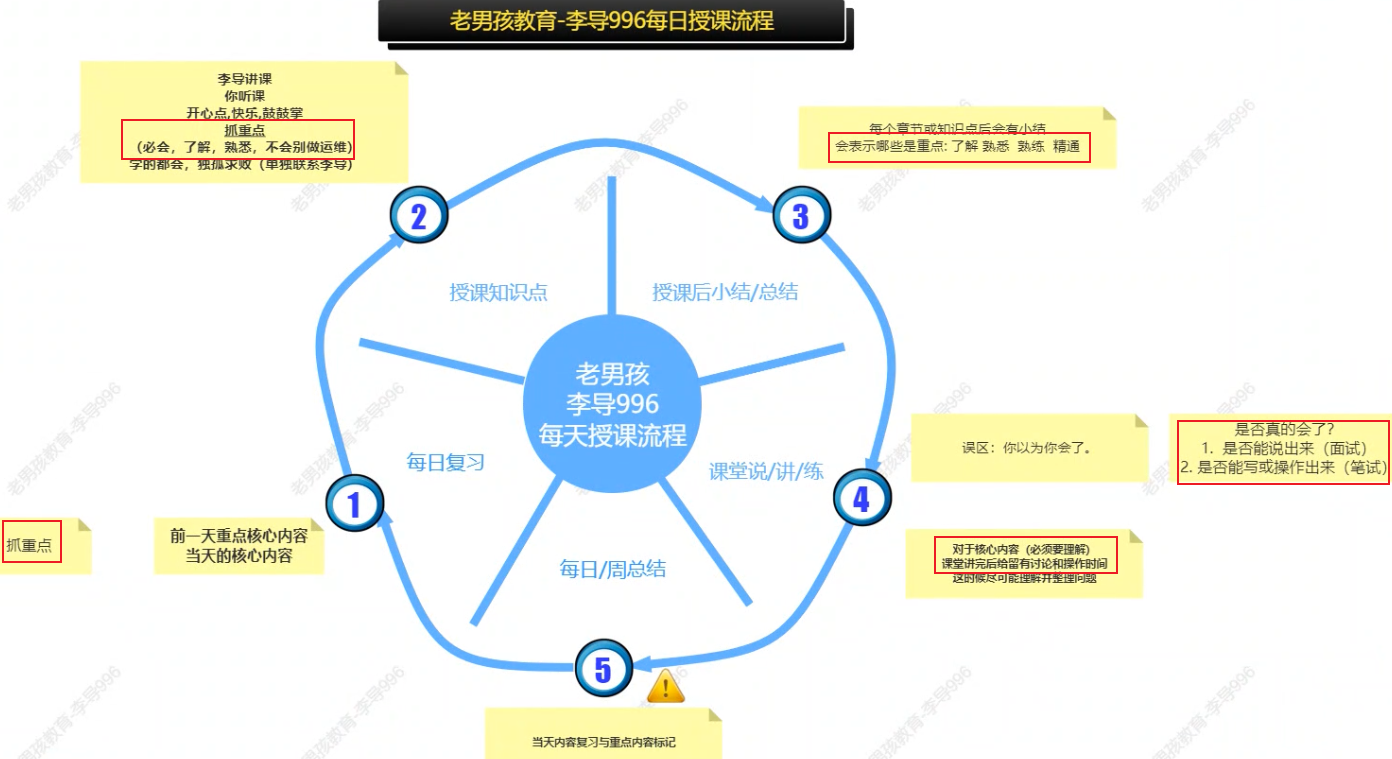 老男孩教育-李导996每日授课流程
李导讲课
你听课
开心点,快乐,鼓鼓掌
抓重点
（必会，了解，熟悉，不会别做运维）
学的都会，独孤求败（单独联系李导）
每个章节或知识点后会有小结
会表示哪些是重点: 了解 熟悉 熟练 精通
2
3
授课知识点
授课后小结/总结
老男孩
李导996
每天授课流程
误区：你以为你会了。
是否真的会了?
1. 是否能说出来（面试）
2. 是否能写或操作出来（笔试）
每日复习
课堂说/讲/练
1
4
抓重点
前一天重点核心内容
当天的核心内容
对于核心内容（必须要理解）
课堂讲完后给留有讨论和操作时间
这时候尽可能理解并整理问题
每日/周总结
5
当天内容复习与重点内容标记
老男孩教育-李导996